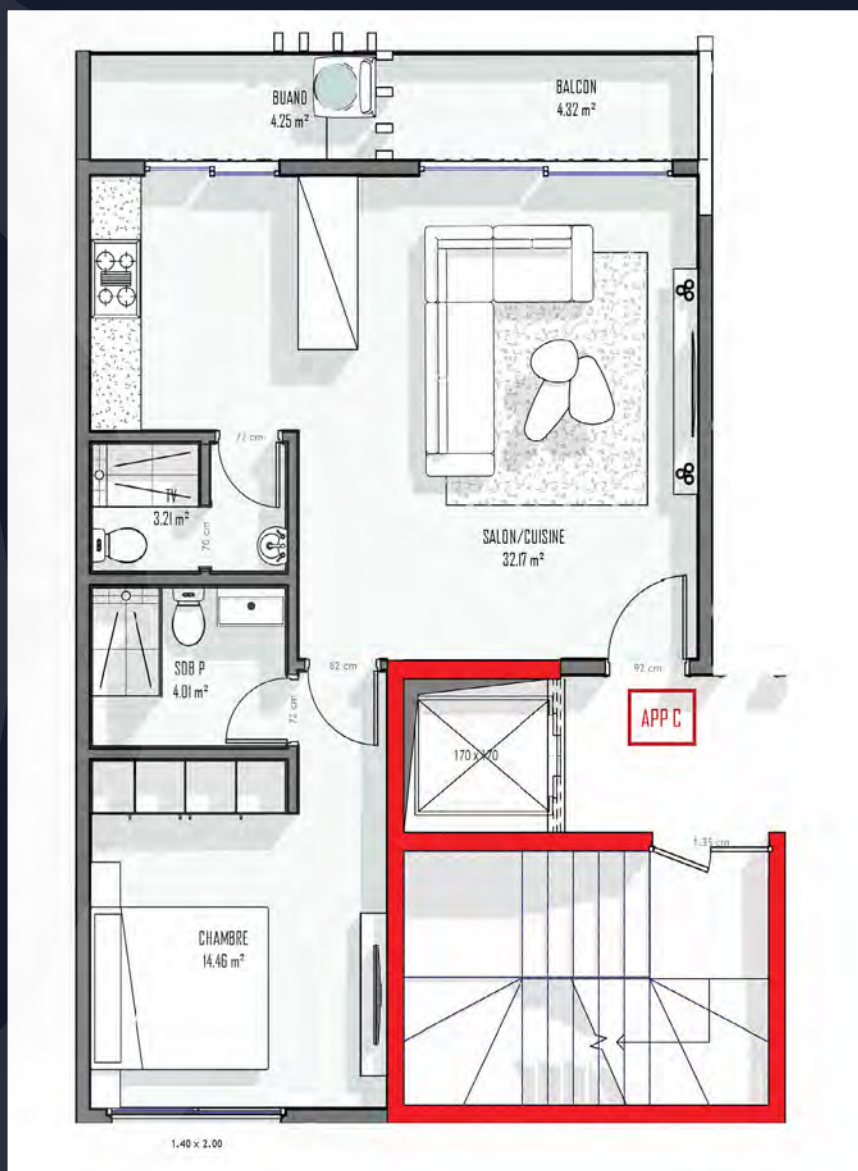 BUAND
4.25 m²
BALCON
4.32 m²
77 cm
TV
3.21 m²
70 cm
SALON/CUISINE
32.17 m²
SDB P
4.01 m²
72 cm
82 cm
92 cm
APP C
170 x 170
1.35 cm
CHAMBRE
14.46 m²
1.40 x 2.00